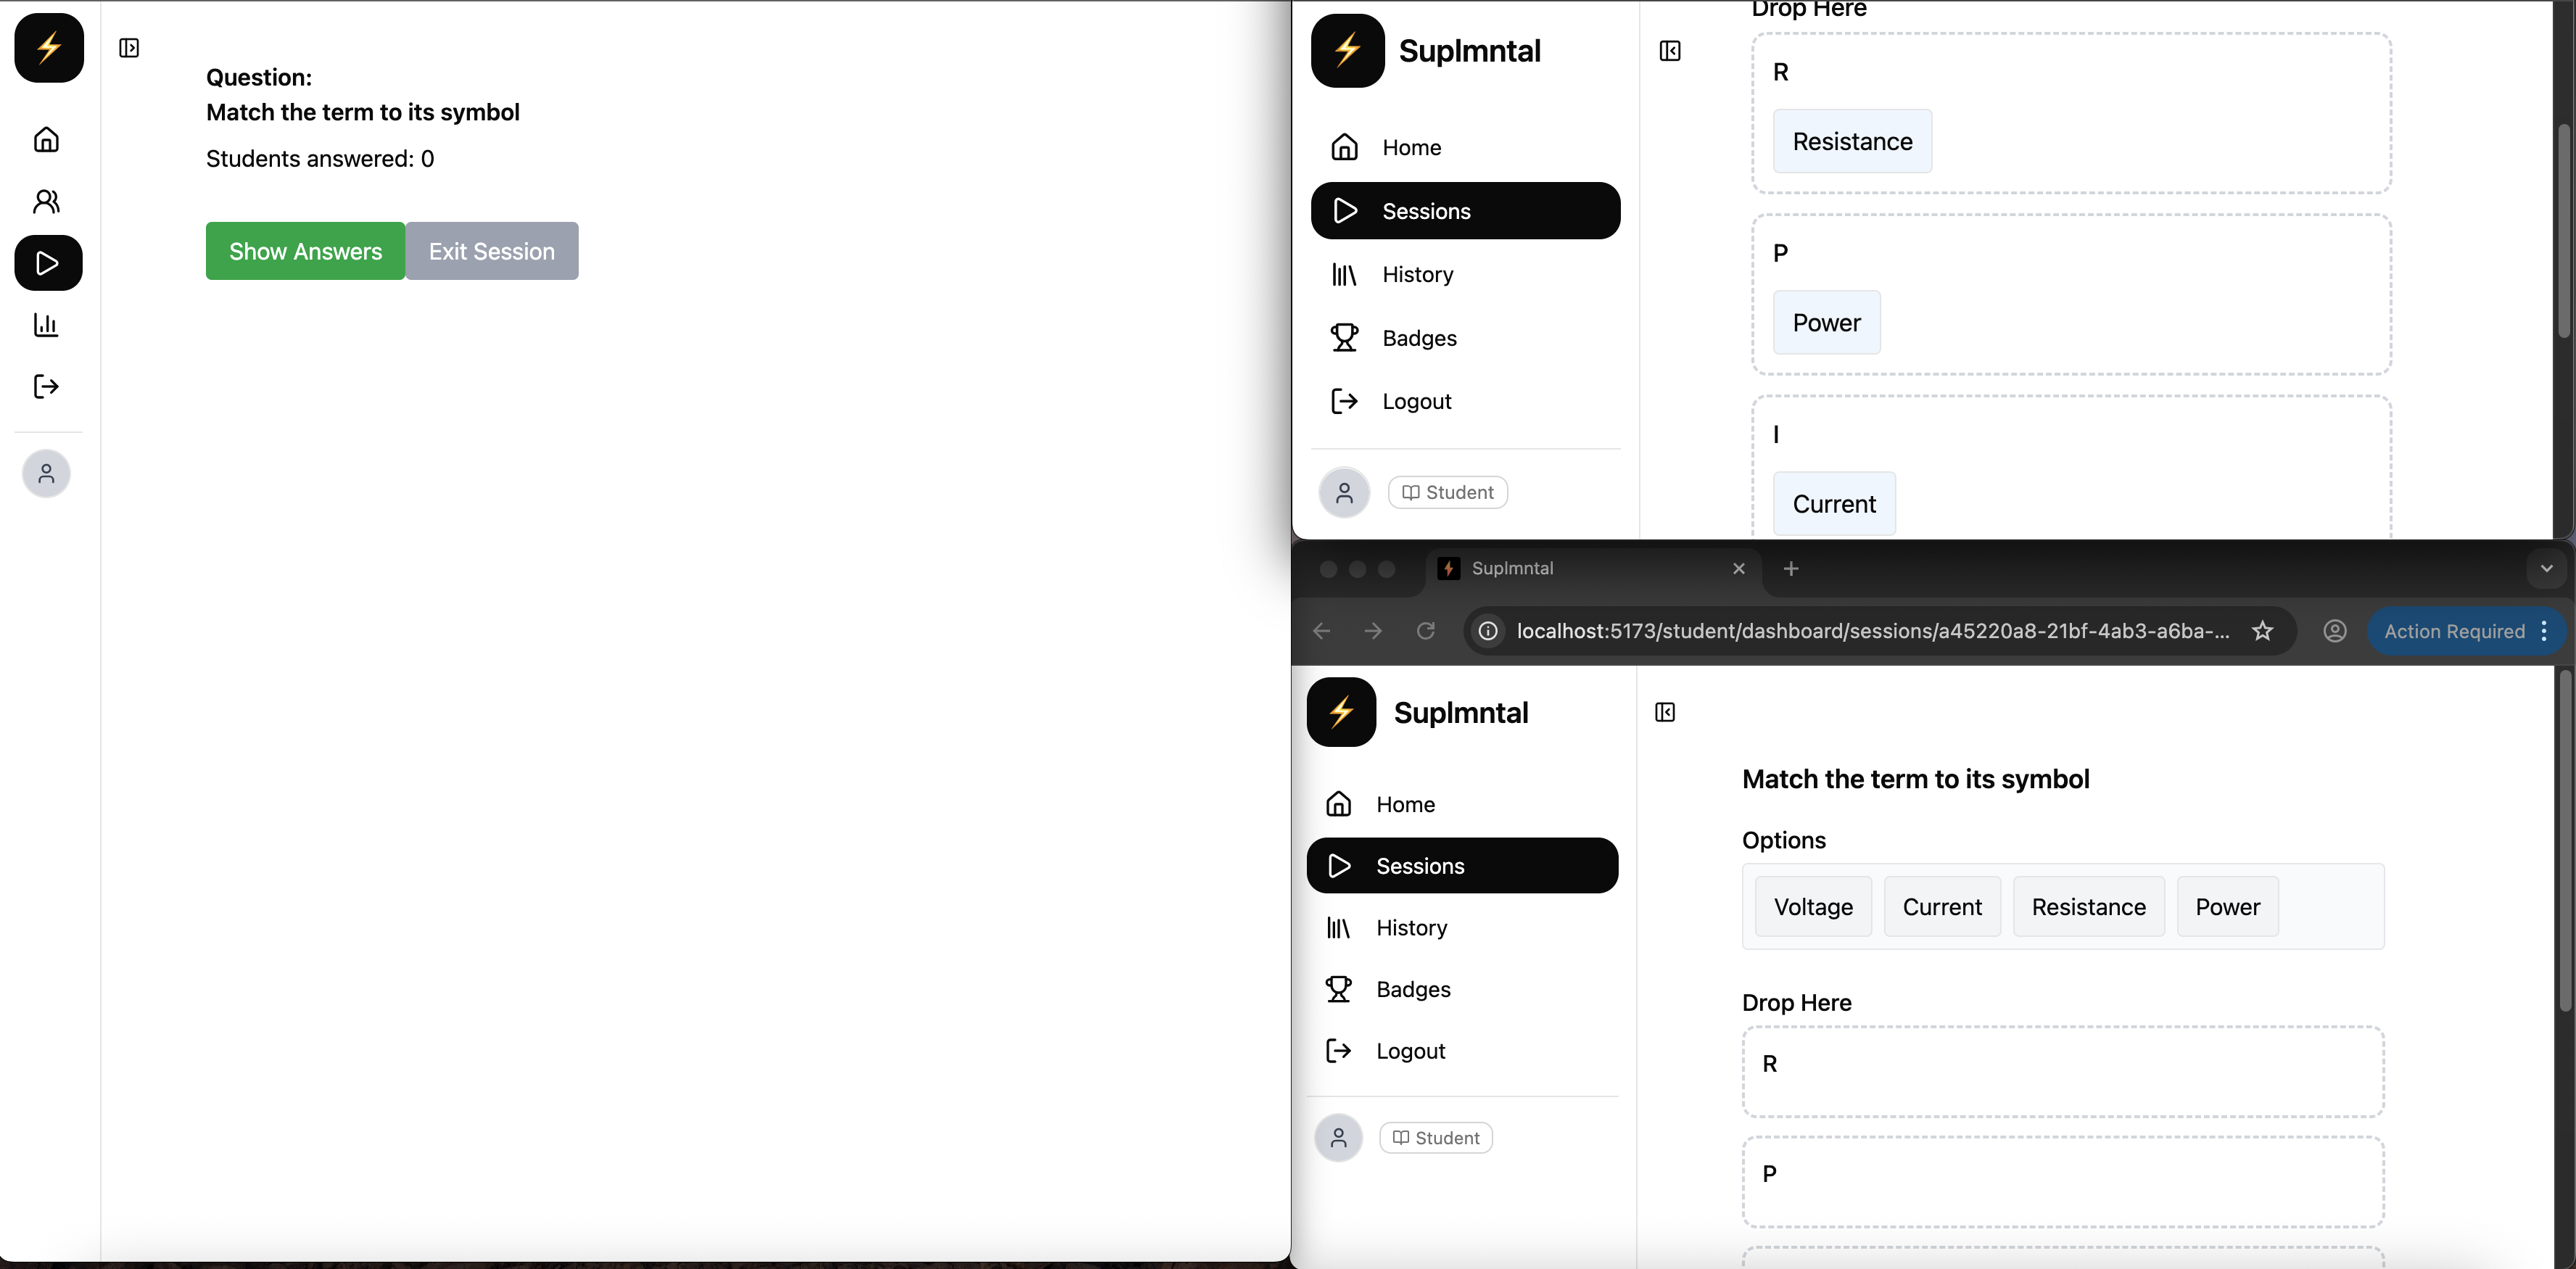 Question:
Match the term to its symbol
Students answered: 0
Show Answers
Exit Session
Suplmntal
Home
Sessions
History
Badges
Logout
Student
Drop Here
R
Resistance
P
Power
I
Current
Suplmntal
localhost:5173/student/dashboard/sessions/a45220a8-21bf-4ab3-a6ba-...
Action Required
Suplmntal
Home
Sessions
History
Badges
Logout
Student
Match the term to its symbol
Options
Voltage Current Resistance Power
Drop Here
R
P